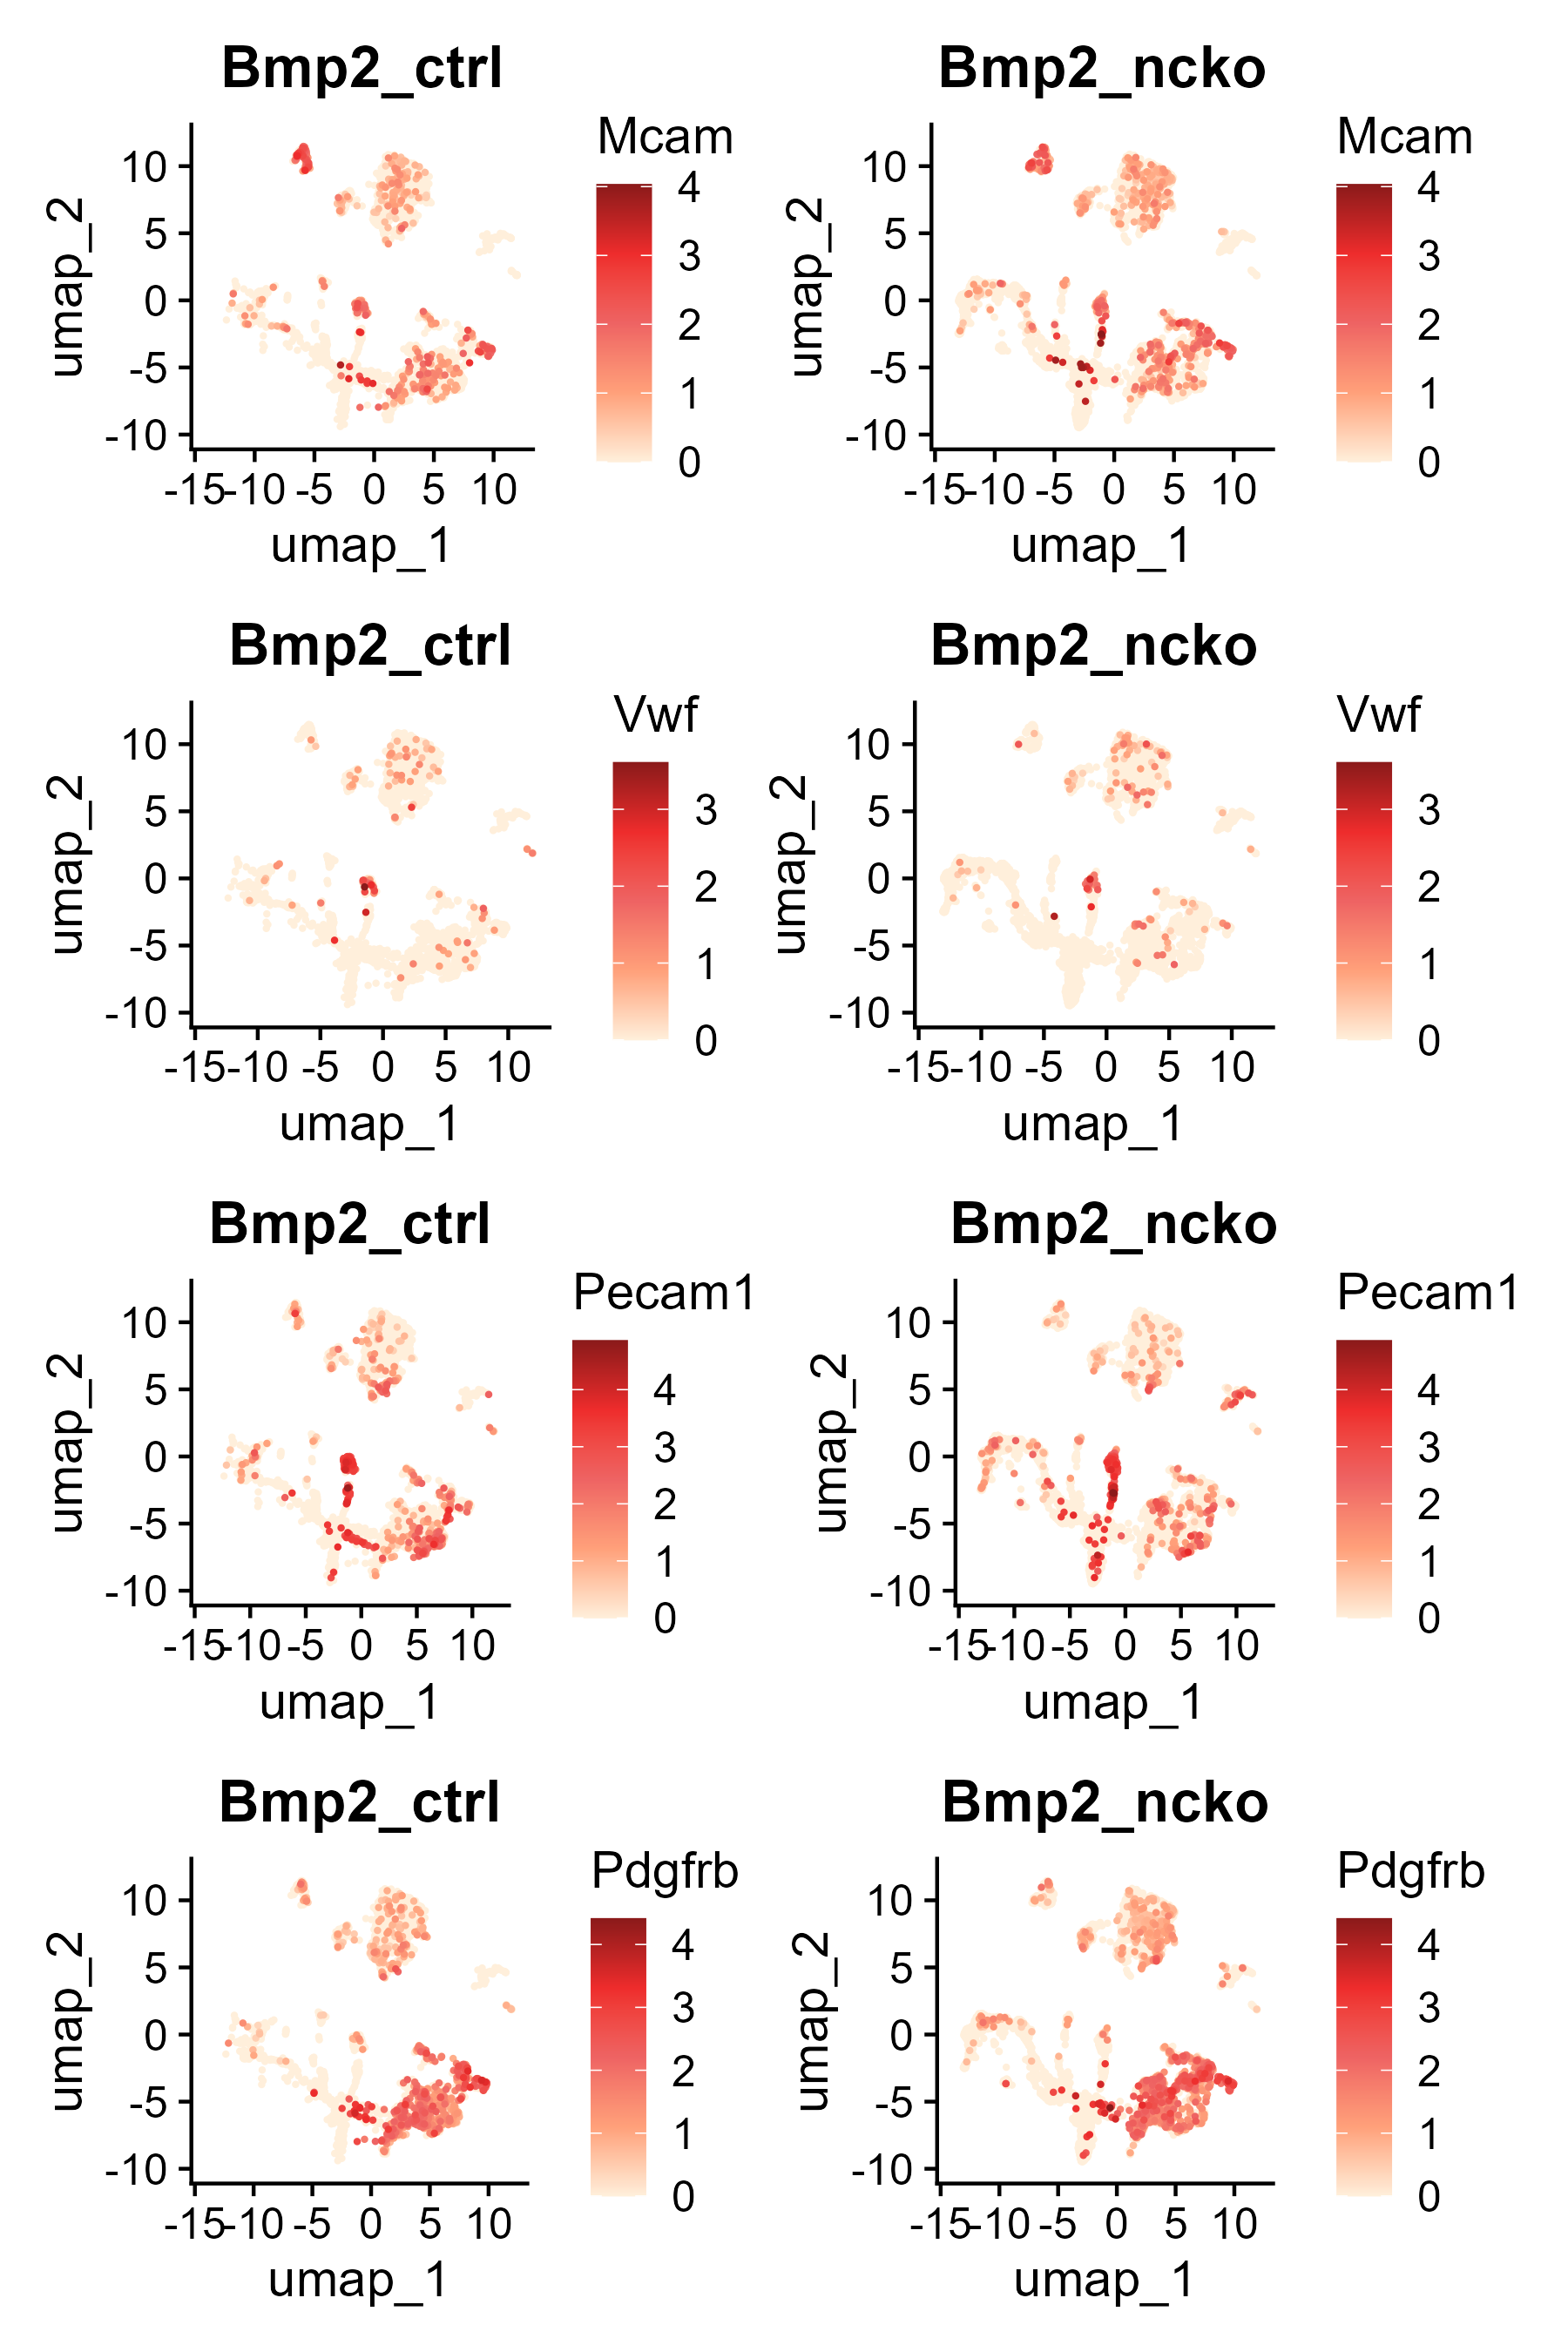 Bmp2_ctrl Bmp2_ncko
Mcam Mcam
umap_2 10 5 0 -5 -10 4 3 2 1 0 umap_2 10 5 0 -5 -10 4 3 2 1 0
-15 -10 -5 0 5 10 -15 -10 -5 0 5 10
umap_1 umap_1
Bmp2_ctrl Bmp2_ncko
Vwf Vwf
umap_2 10 5 0 -5 -10 3 2 1 0 umap_2 10 5 0 -5 -10 3 2 1 0
-15 -10 -5 0 5 10 -15 -10 -5 0 5 10
umap_1 umap_1
Bmp2_ctrl Bmp2_ncko
Pecam1 Pecam1
umap_2 10 5 0 -5 -10 4 3 2 1 0 umap_2 10 5 0 -5 -10 4 3 2 1 0
-15 -10 -5 0 5 10 -15 -10 -5 0 5 10
umap_1 umap_1
Bmp2_ctrl Bmp2_ncko
Pdgfrb Pdgfrb
umap_2 10 5 0 -5 -10 4 3 2 1 0 umap_2 10 5 0 -5 -10 4 3 2 1 0
-15 -10 -5 0 5 10 -15 -10 -5 0 5 10
umap_1 umap_1